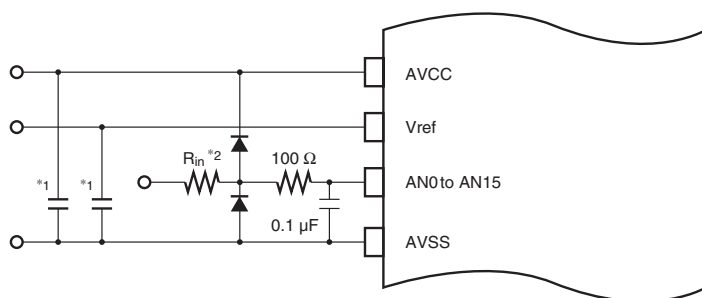 AVCC
Vref
Rin *2
100 Ω
*1
*1
AN0 to AN15
0.1 µF
AVSS